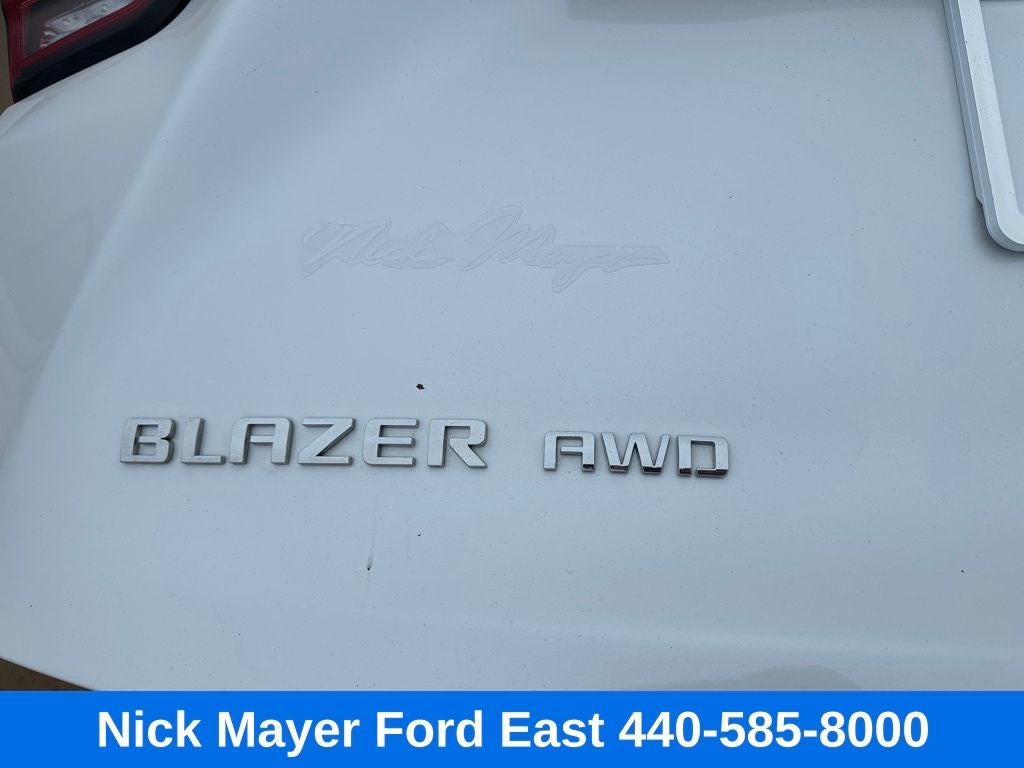 Nick Mayer
BLAZER AWD
Nick Mayer Ford East 440-585-8000